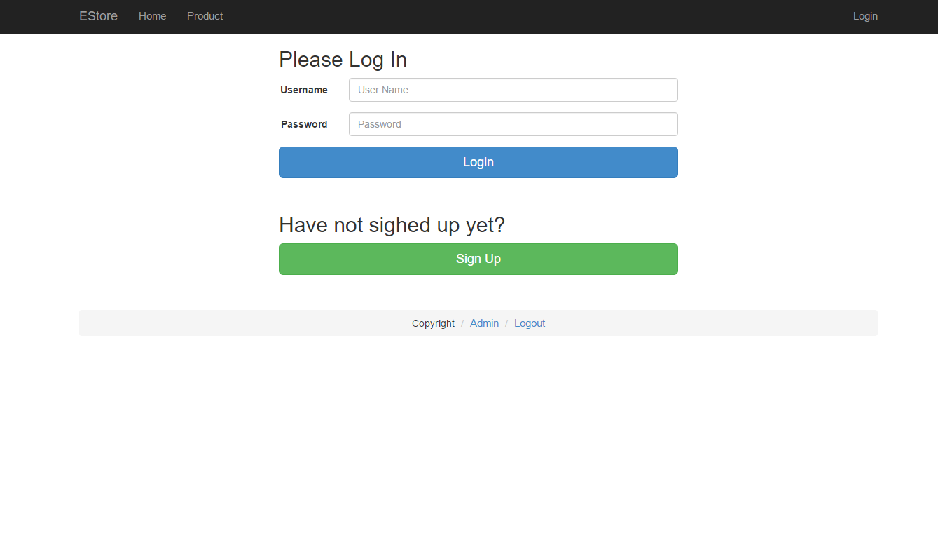 EStore Home Product Login
Please Log In
Username User Name
Password Password
LogIn
Have not sighed up yet?
Sign Up
Copyright / Admin / Logout